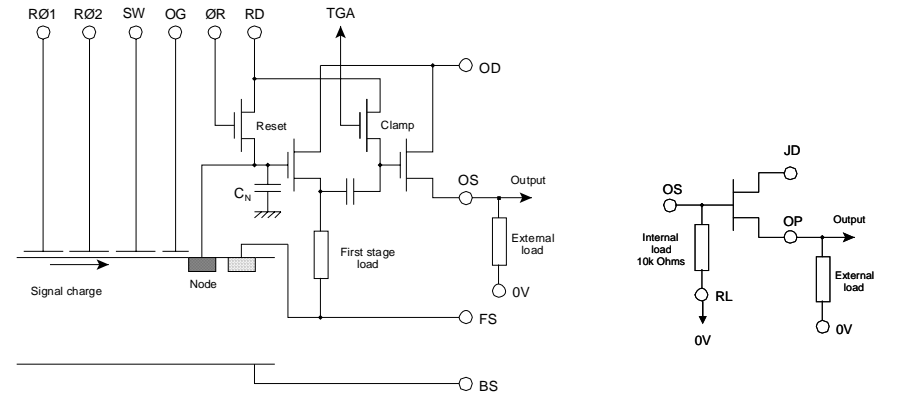 RØ1 RØ2 SW OG ØR RD TGA
OD
Reset
Clamp
JD
CN
OS
Output
OS
OP
Output
First stage
load
External
load
Internal
load
10k Ohms
External
load
Node
Signal charge
0V
RL
FS
0V
0V
BS